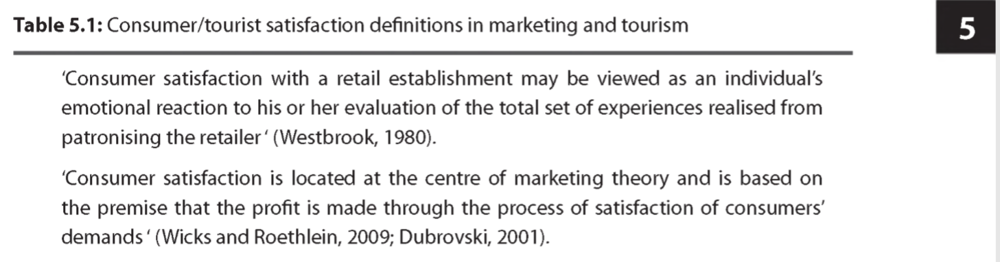 Table 5.1: Consumer/tourist satisfaction definitions in marketing and tourism
5
‘Consumer satisfaction with a retail establishment may be viewed as an individual’s
emotional reaction to his or her evaluation of the total set of experiences realised from
patronising the retailer ‘ (Westbrook, 1980).
‘Consumer satisfaction is located at the centre of marketing theory and is based on
the premise that the profit is made through the process of satisfaction of consumers’
demands ‘ (Wicks and Roethlein, 2009; Dubrovski, 2001).